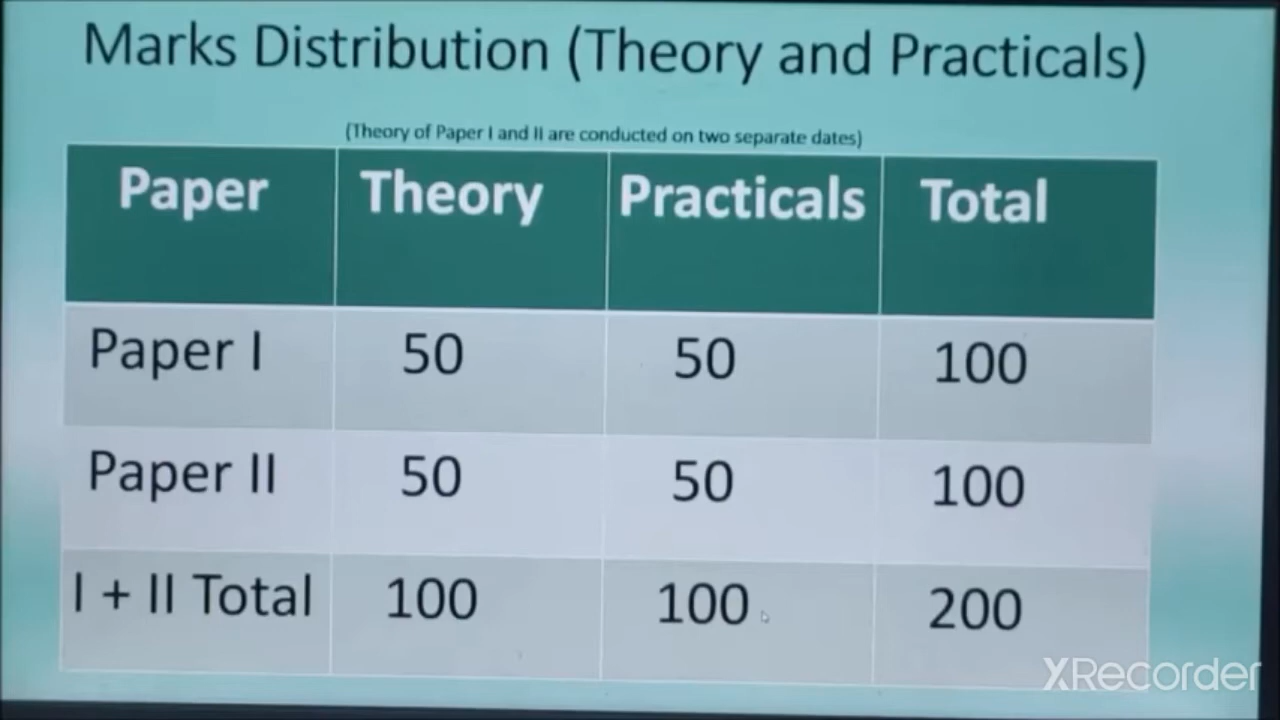 Marks Distribution (Theory and Practicals)
(Theory of Paper I and II are conducted on two separate dates)
Paper Theory Practicals Total
Paper I 50 50 100
Paper II 50 50 100
I + II Total 100 100 200
XRecorder